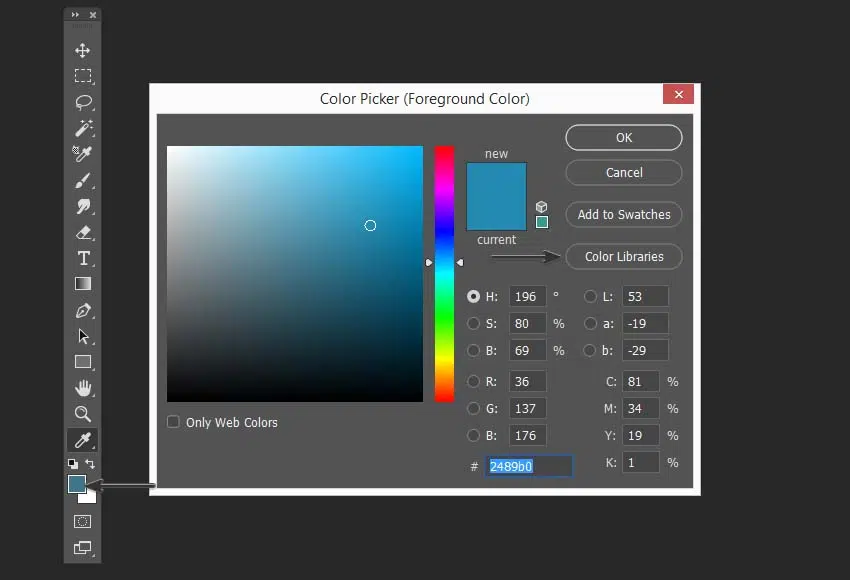 Color Picker (Foreground Color)
new
current
OK
Cancel
Add to Swatches
Color Libraries
H: 196 °
S: 80 %
B: 69 %
R: 36
G: 137
B: 176
# 2489b0
L: 53
a: -19
b: -29
C: 81 %
M: 34 %
Y: 19 %
K: 1 %
Only Web Colors
T